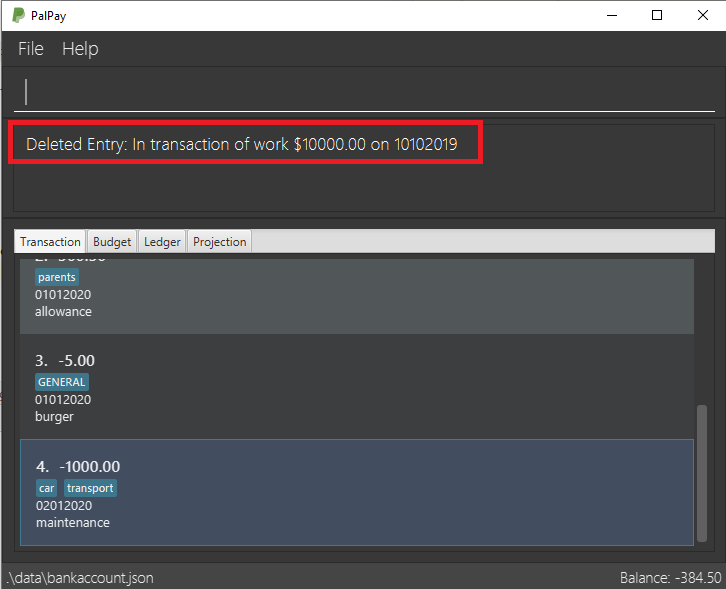 PalPay
File Help
Deleted Entry: In transaction of work $10000.00 on 10102019
Transaction Budget Ledger Projection
parents
01012020
allowance
3. -5.00
GENERAL
01012020
burger
4. -1000.00
car transport
02012020
maintenance
.\data\bankaccount.json
Balance: -384.50